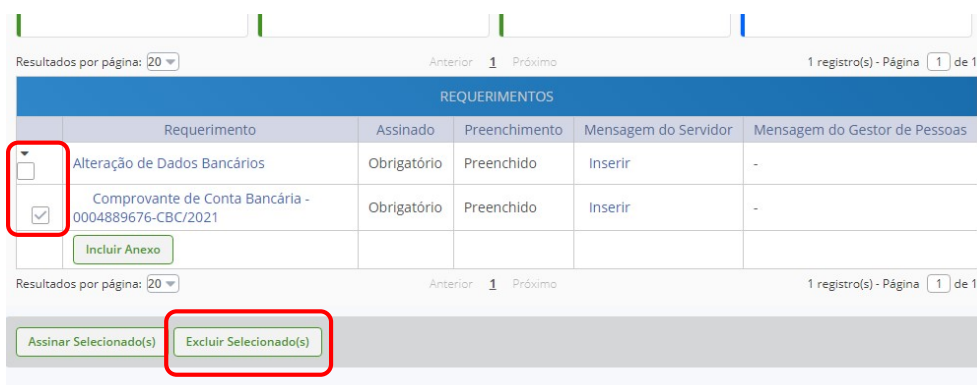 Resultados por página: 20 Anterior 1 Próximo 1 registro(s) - Página 1 de 1
REQUERIMENTOS
Requerimento Assinado Preenchimento Mensagem do Servidor Mensagem do Gestor de Pessoas
Alteração de Dados Bancários Obrigatório Preenchido Inserir -
Comprovante de Conta Bancária -
0004889676-CBC/2021 Obrigatório Preenchido Inserir -
Incluir Anexo
Resultados por página: 20 Anterior 1 Próximo 1 registro(s) - Página 1 de 1
Assinar Selecionado(s) Excluir Selecionado(s)